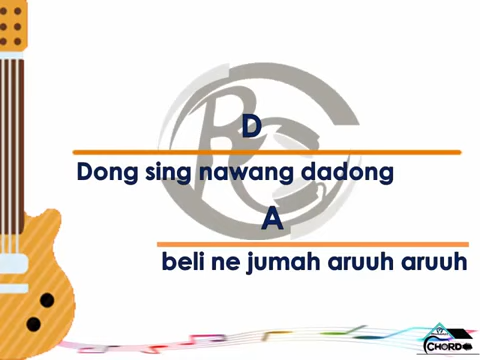 D
Dong sing nawang dadong
A
beli ne jumah aruuh aruuh
CHORD